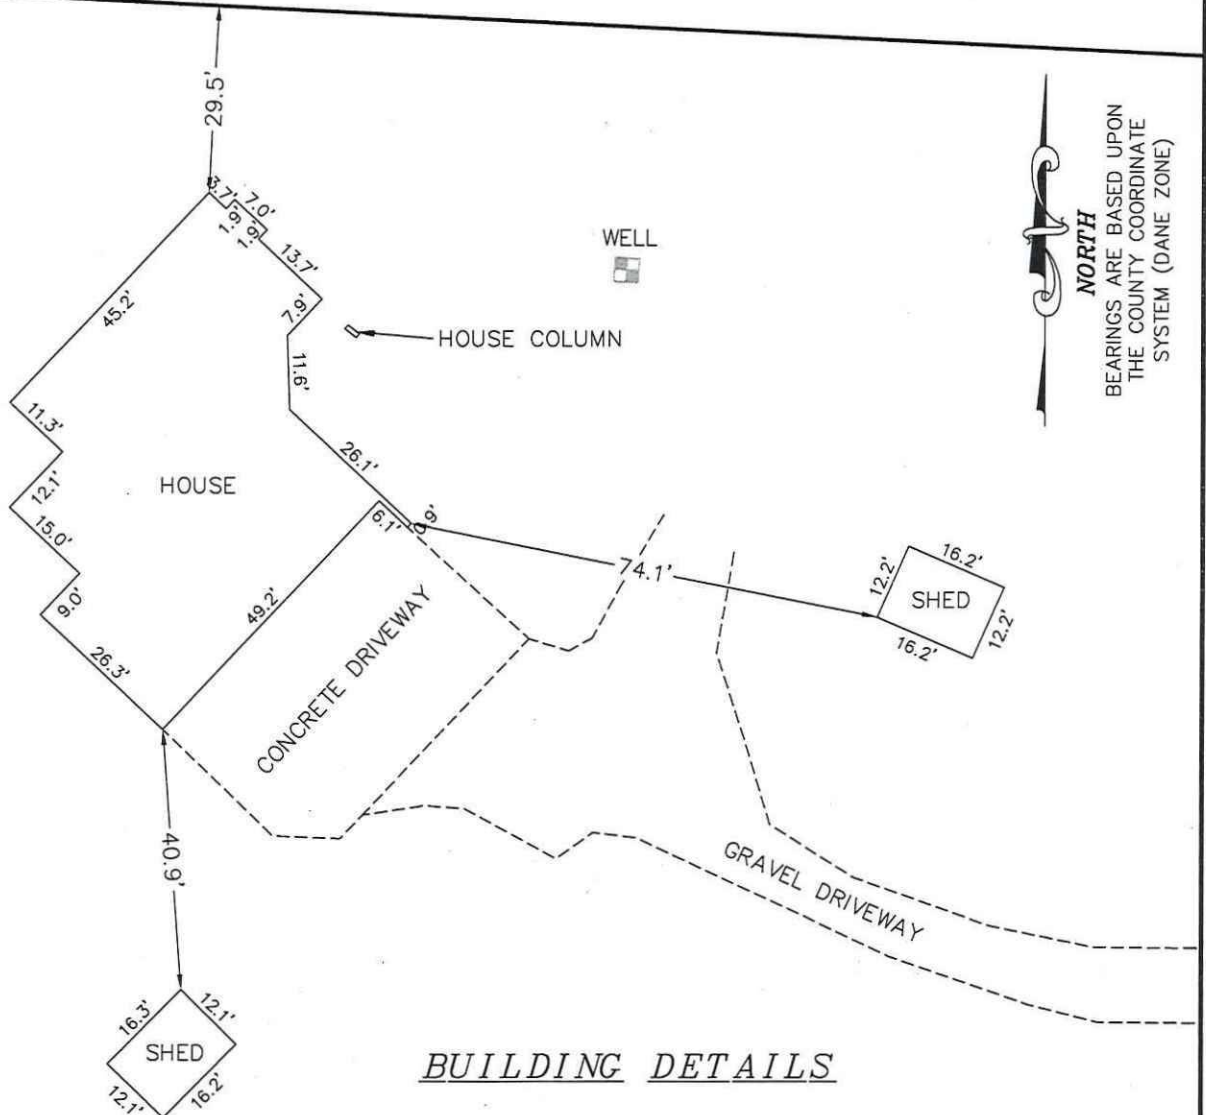 29.5'
3.7'
7.0'
1.9'
1.9'
13.7'
7.9'
11.6'
45.2'
WELL
HOUSE COLUMN
NORTH
BEARINGS ARE BASED UPON
THE COUNTY COORDINATE
SYSTEM (DANE ZONE)
11.3'
12.1'
15.0'
9.0'
26.3'
HOUSE
26.1'
6.1'
0.9'
49.2'
CONCRETE DRIVEWAY
74.1'
12.2'
16.2'
SHED
12.2'
16.2'
GRAVEL DRIVEWAY
40.9'
16.3'
12.1'
SHED
12.1'
16.2'
BUILDING DETAILS